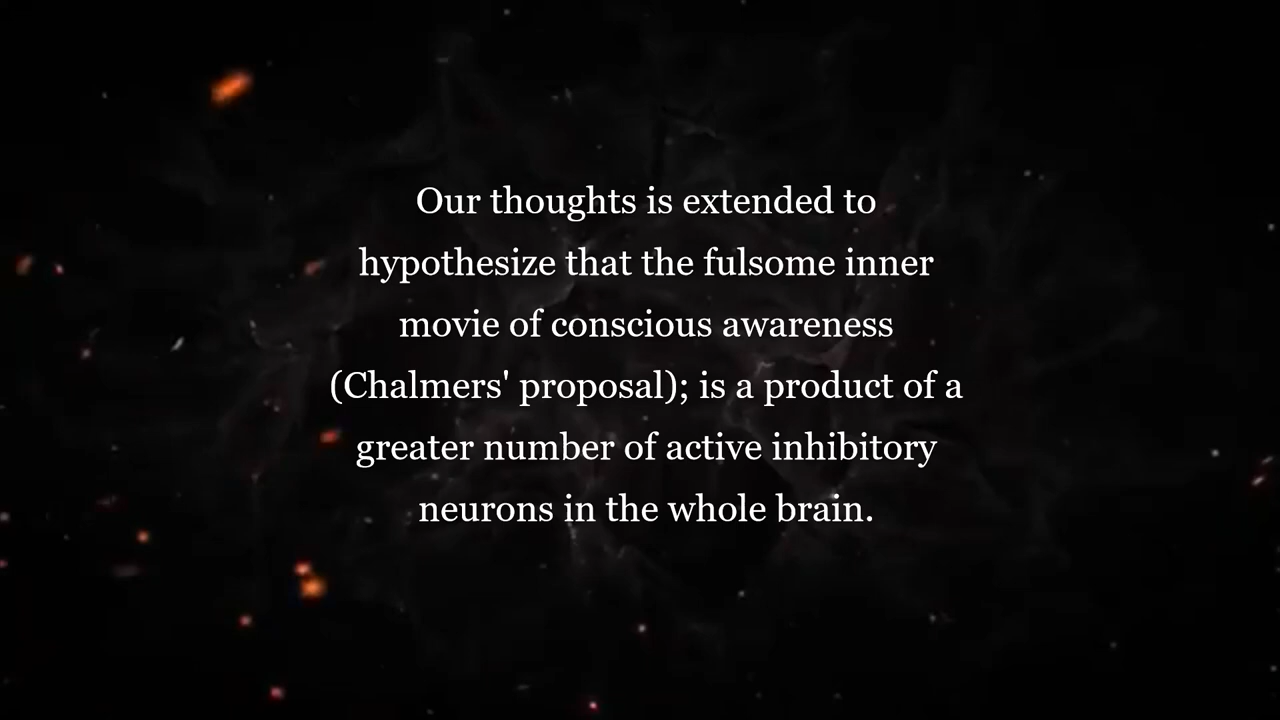 Our thoughts is extended to
hypothesize that the fulsome inner
movie of conscious awareness
(Chalmers' proposal); is a product of a
greater number of active inhibitory
neurons in the whole brain.